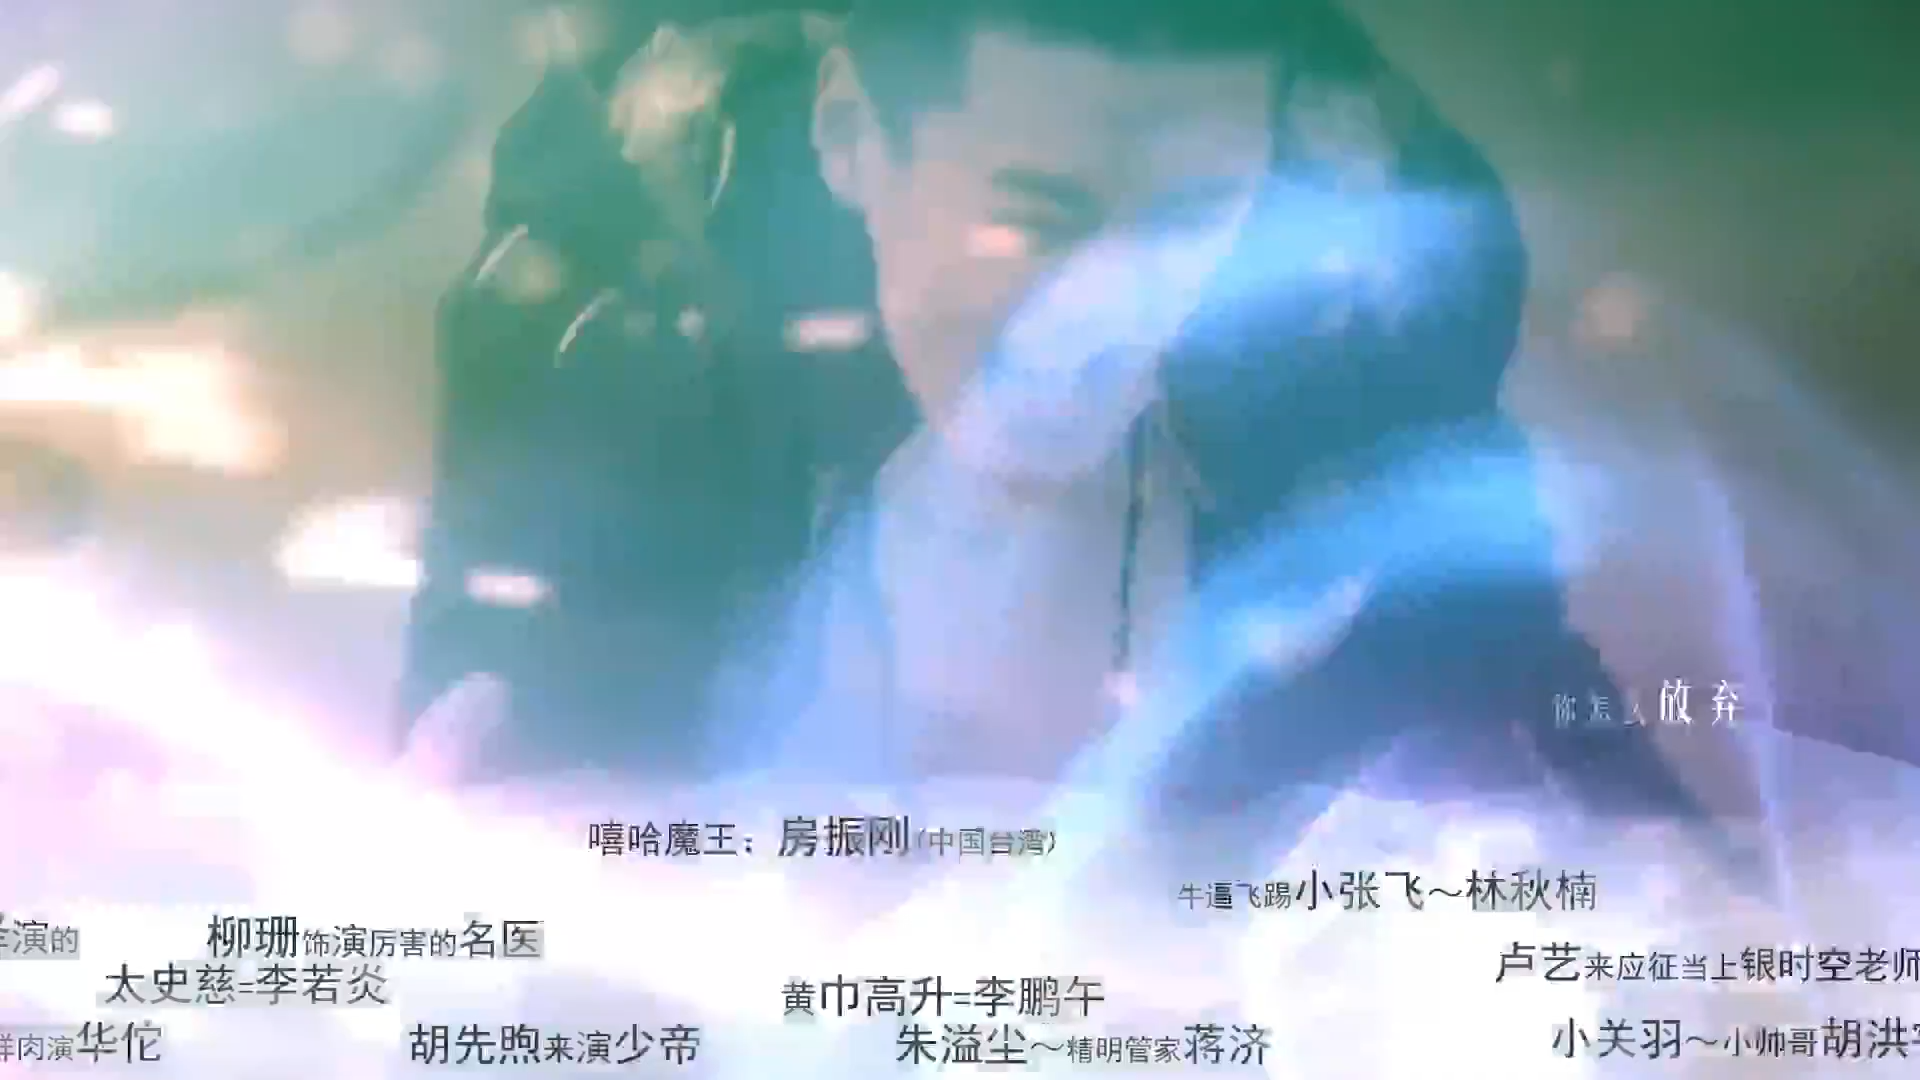 你怎么放弃
嘻哈魔王：房振刚(中国台湾)
牛逼飞踢小张飞～林秋楠
演的
柳珊饰演厉害的名医
卢艺来应征当上银时空老师
太史慈=李若炎
黄巾高升=李鹏午
鲜肉演华佗
胡先煦来演少帝
朱溢尘～精明管家蒋济
小关羽～小帅哥胡洪